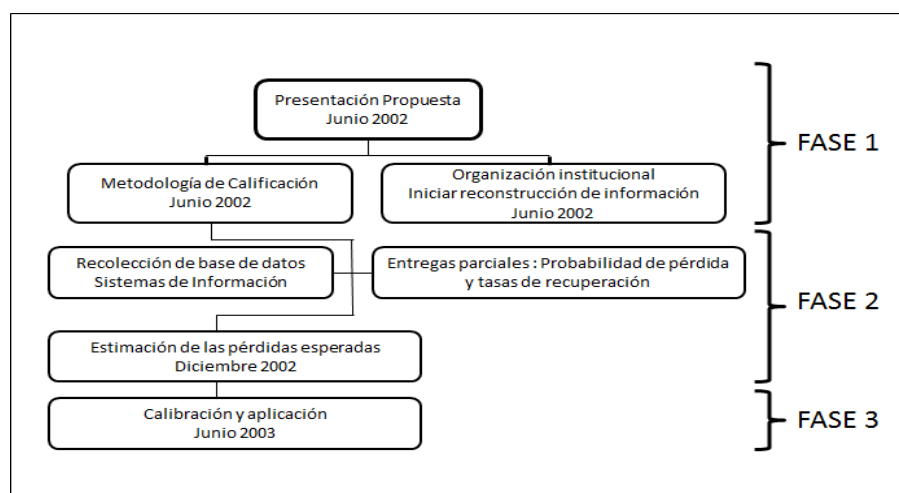 Presentación Propuesta
Junio 2002
FASE 1
Metodología de Calificación
Junio 2002
Organización institucional
Iniciar reconstrucción de información
Junio 2002
Recolección de base de datos
Sistemas de Información
Entregas parciales : Probabilidad de pérdida
y tasas de recuperación
FASE 2
Estimación de las pérdidas esperadas
Diciembre 2002
Calibración y aplicación
Junio 2003
FASE 3